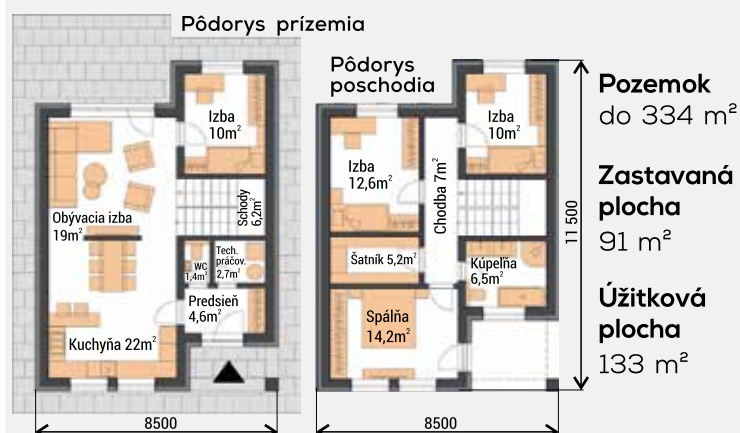 Pôdorys prízemia
Izba
10m²
Obývacia izba
19m²
Schody
6,2m²
WC
1,4m²
Tech.
práčov.
2,7m²
Predsieň
4,6m²
Kuchyňa 22m²
8500
Pôdorys
poschodia
Izba
10m²
Izba
12,6m²
Chodba 7m²
Šatník 5,2m²
Kúpeľňa
6,5m²
Spálňa
14,2m²
11 500
8500
Pozemok
do 334 m²
Zastavaná
plocha
91 m²
Úžitková
plocha
133 m²